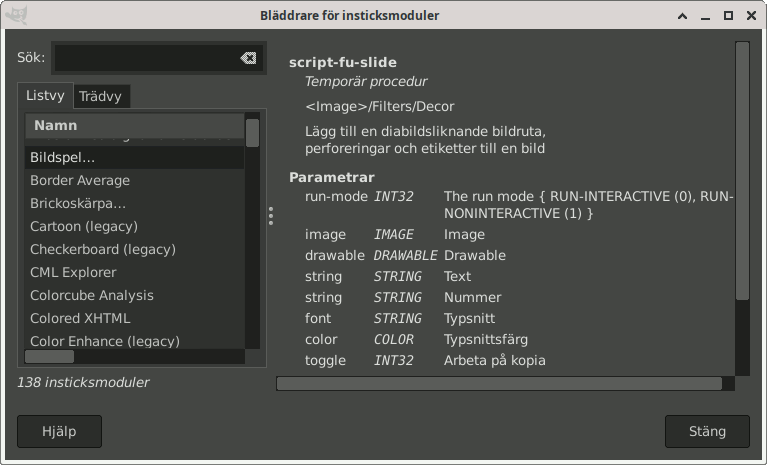 Bläddrare för insticksmoduler
Sök:
Listvy
Trädvy
Namn
Bildspel...
Border Average
Brickoskärpa...
Cartoon (legacy)
Checkerboard (legacy)
CML Explorer
Colorcube Analysis
Colored XHTML
Color Enhance (legacy)
138 insticksmoduler
script-fu-slide
Temporär procedur
<Image>/Filters/Decor
Lägg till en diabildsliknande bildruta,
perforeringar och etiketter till en bild
Parametrar
run-mode INT32 The run mode { RUN-INTERACTIVE (0), RUN-
NONINTERACTIVE (1) }
image IMAGE Image
drawable DRAWABLE Drawable
string STRING Text
string STRING Nummer
font STRING Typsnitt
color COLOR Typsnittsfärg
toggle INT32 Arbeta på kopia
Hjälp
Stäng